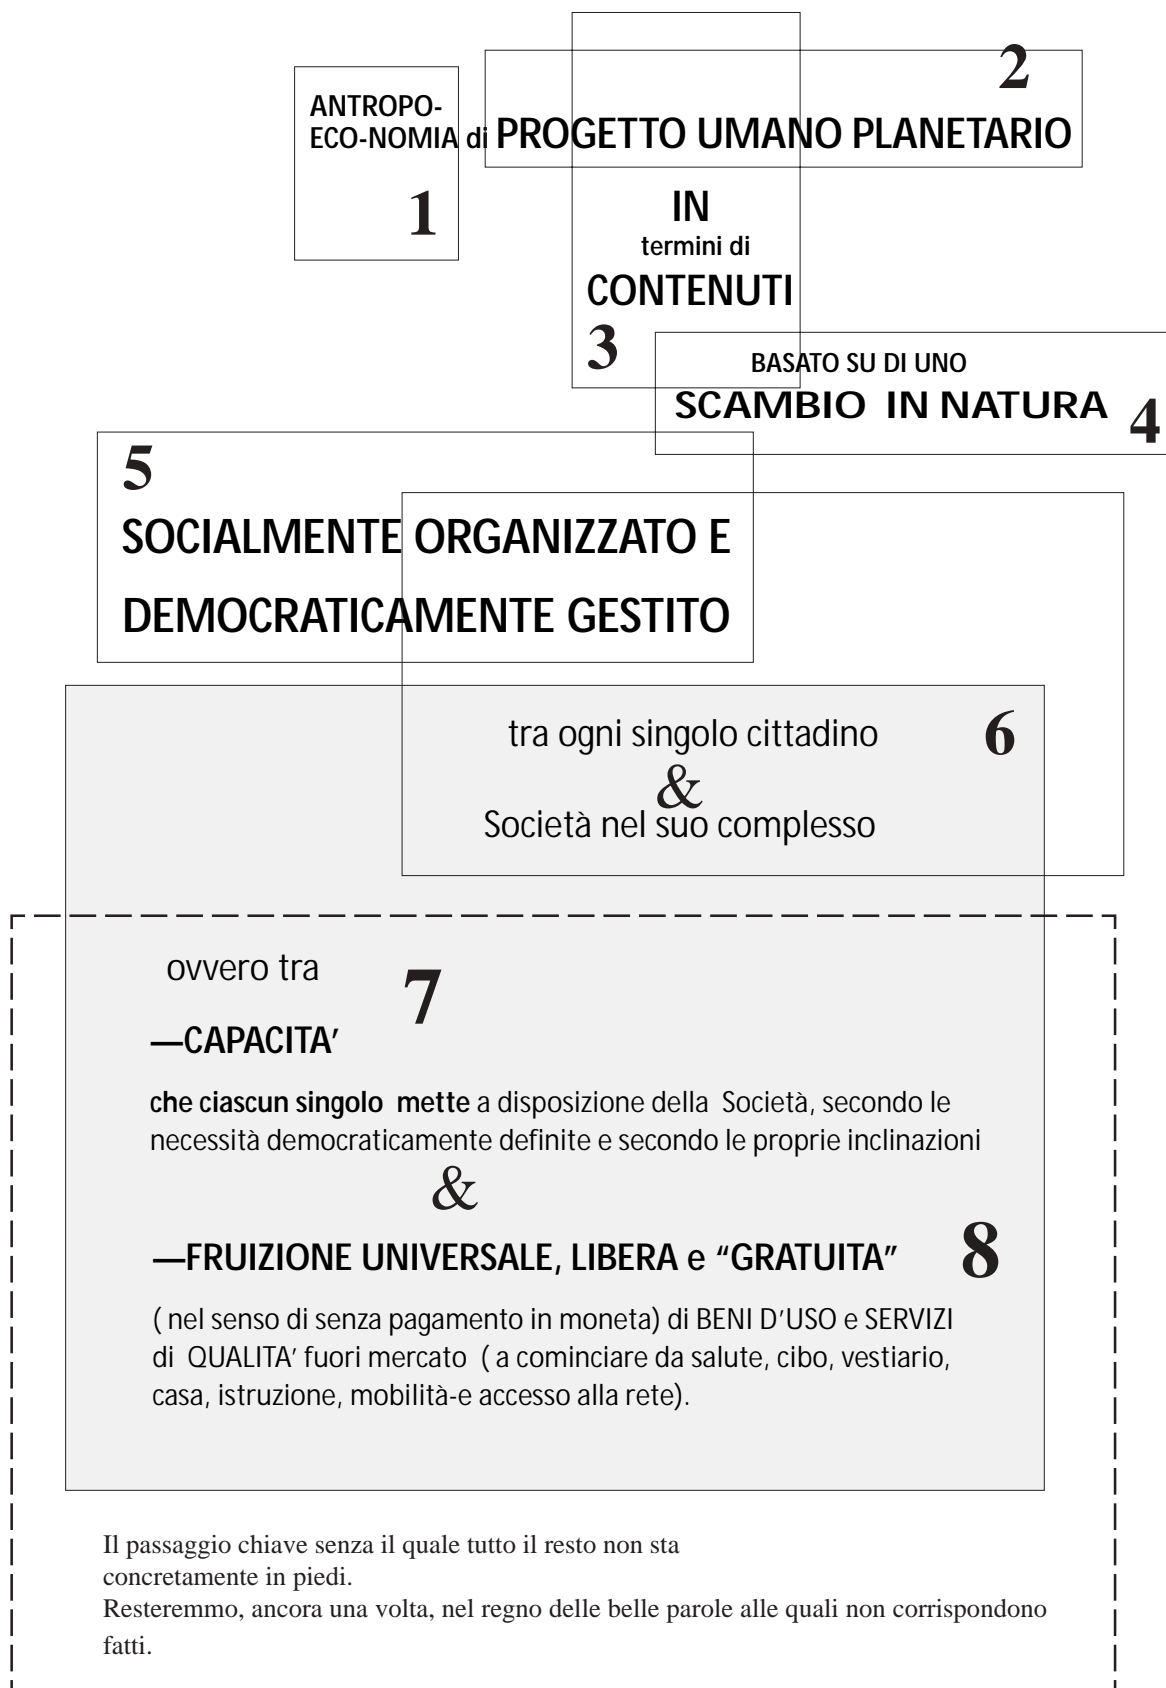 2
ANTROPO-
ECO-NOMIA di PROGETTO UMANO PLANETARIO
1
IN
termini di
CONTENUTI
3
BASATO SU DI UNO
SCAMBIO IN NATURA 4
5
SOCIALMENTE ORGANIZZATO E
DEMOCRATICAMENTE GESTITO
tra ogni singolo cittadino 6
&
Società nel suo complesso
ovvero tra 7
—CAPACITA’
che ciascun singolo mette a disposizione della Società, secondo le
necessità democraticamente definite e secondo le proprie inclinazioni
&
—FRUIZIONE UNIVERSALE, LIBERA e “GRATUITA” 8
( nel senso di senza pagamento in moneta) di BENI D’USO e SERVIZI
di QUALITA’ fuori mercato ( a cominciare da salute, cibo, vestiario,
casa, istruzione, mobilità-e accesso alla rete).
Il passaggio chiave senza il quale tutto il resto non sta
concretamente in piedi.
Resteremmo, ancora una volta, nel regno delle belle parole alle quali non corrispondono
fatti.